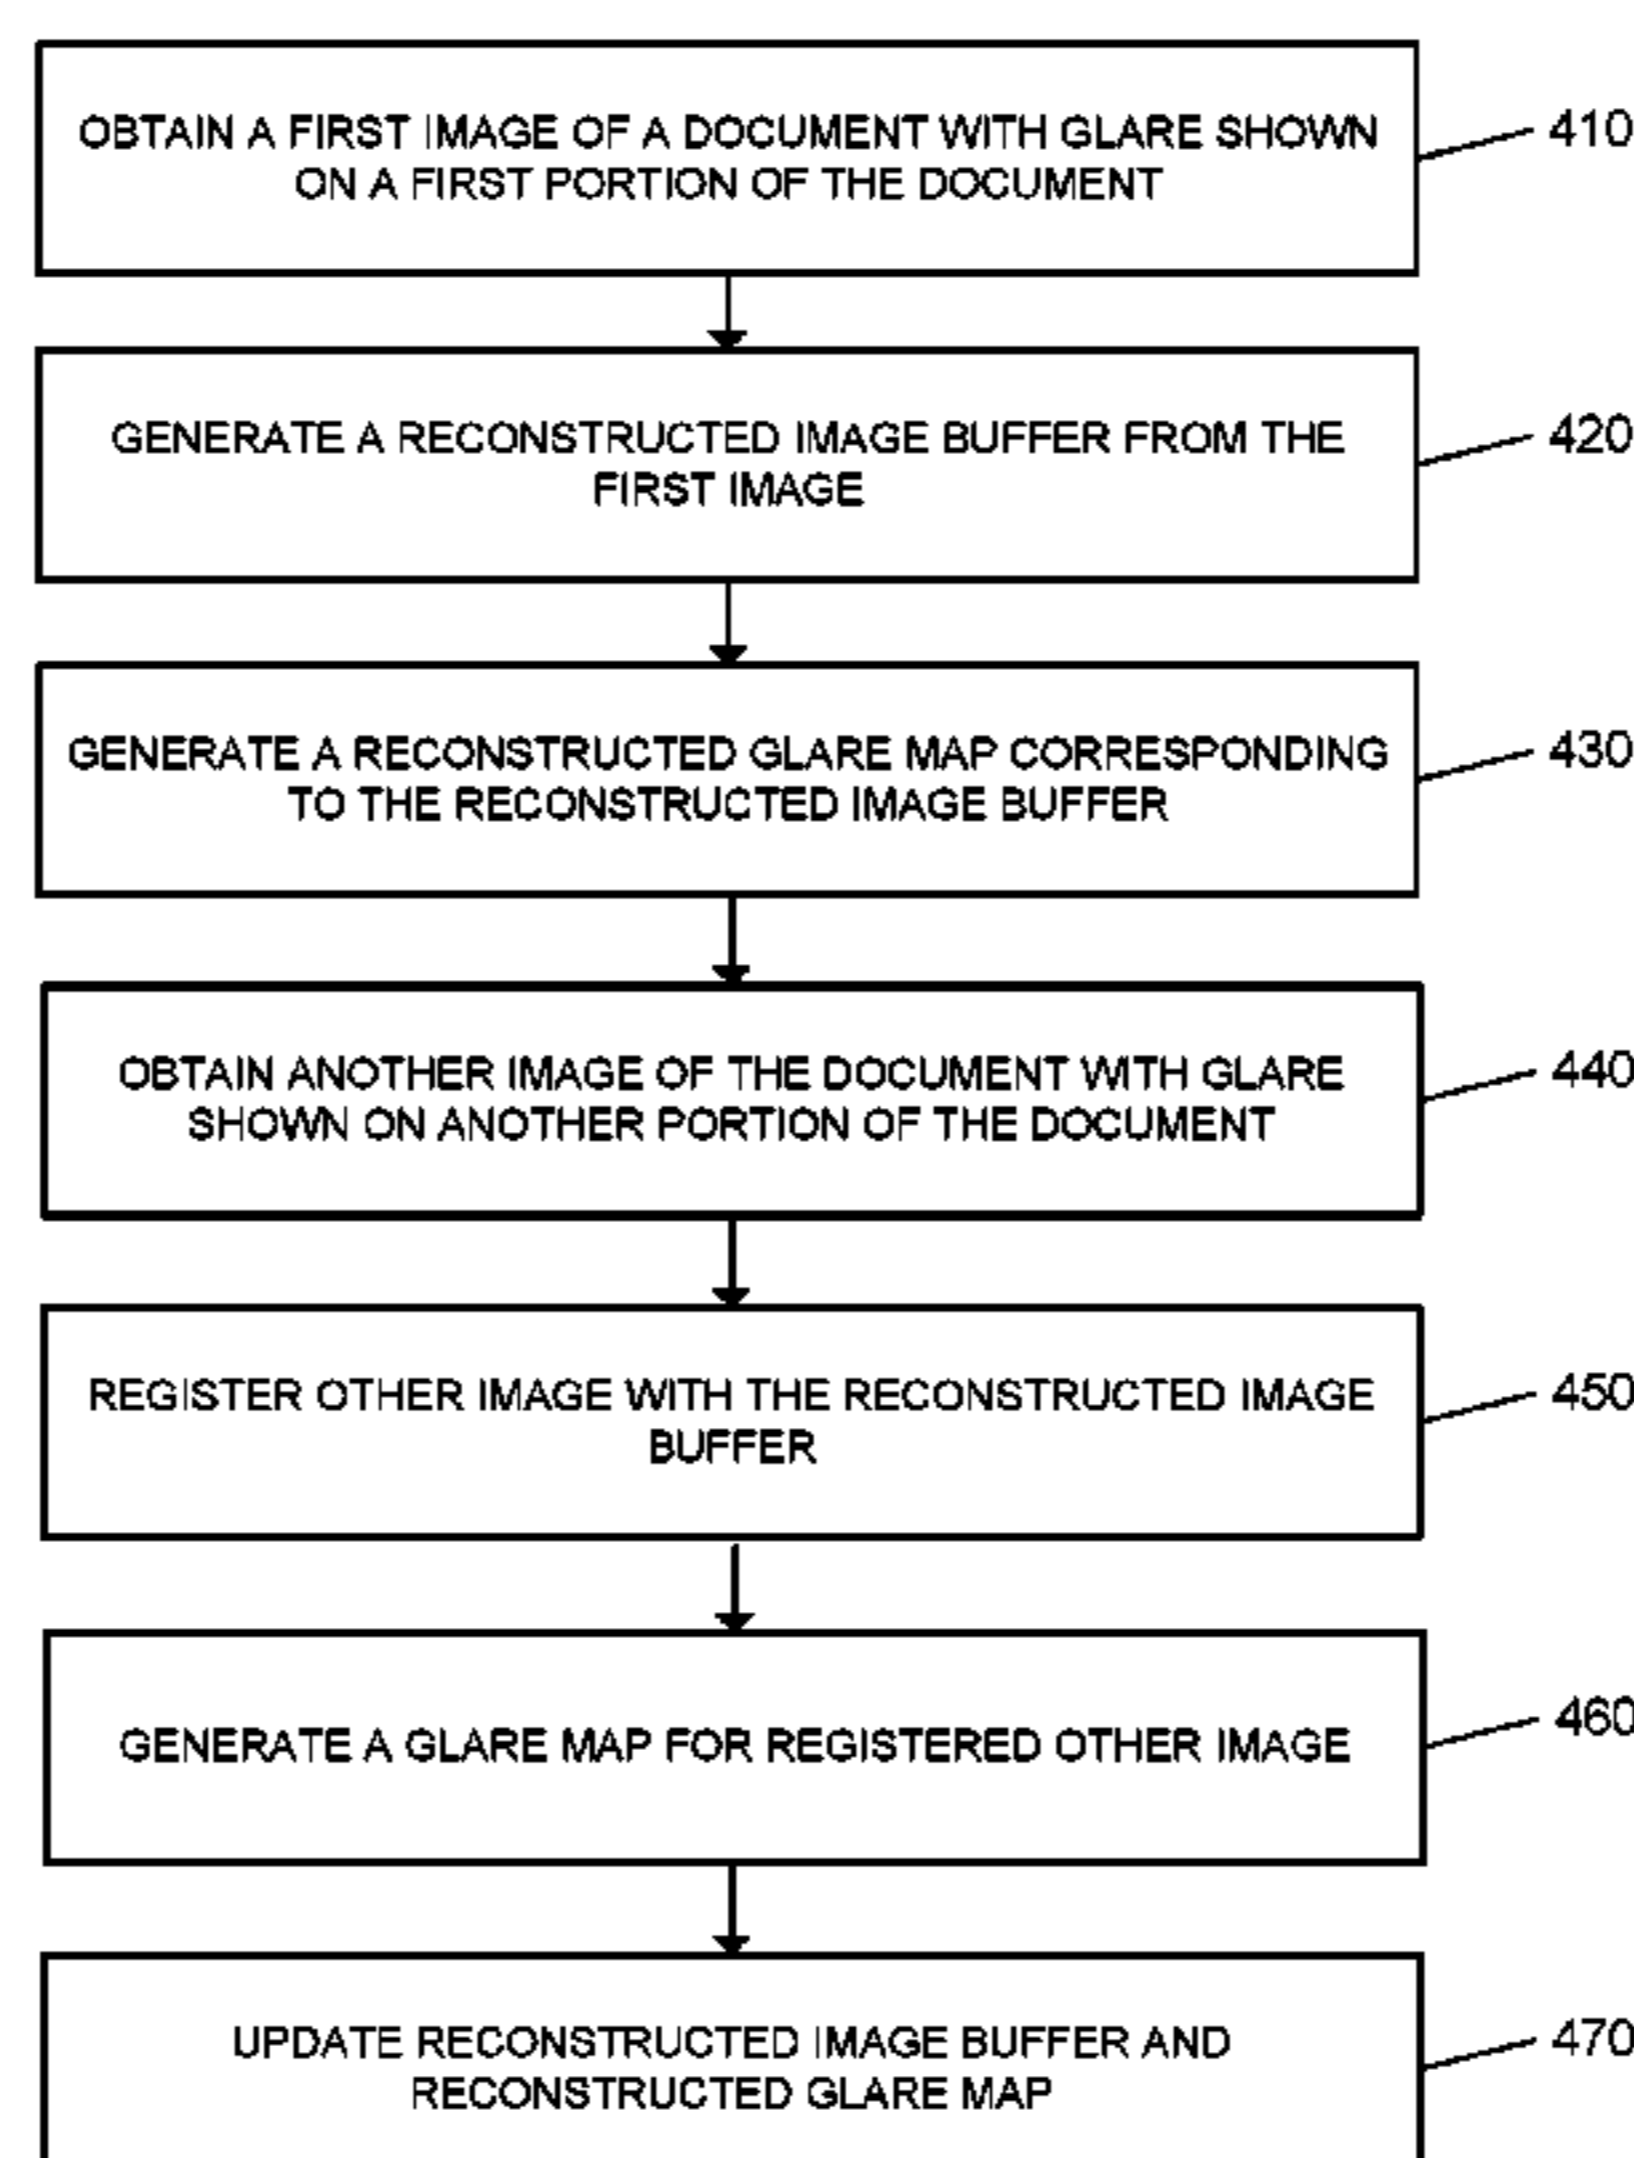 OBTAIN A FIRST IMAGE OF A DOCUMENT WITH GLARE SHOWN
ON A FIRST PORTION OF THE DOCUMENT
410
GENERATE A RECONSTRUCTED IMAGE BUFFER FROM THE
FIRST IMAGE
420
GENERATE A RECONSTRUCTED GLARE MAP CORRESPONDING
TO THE RECONSTRUCTED IMAGE BUFFER
430
OBTAIN ANOTHER IMAGE OF THE DOCUMENT WITH GLARE
SHOWN ON ANOTHER PORTION OF THE DOCUMENT
440
REGISTER OTHER IMAGE WITH THE RECONSTRUCTED IMAGE
BUFFER
450
GENERATE A GLARE MAP FOR REGISTERED OTHER IMAGE
460
UPDATE RECONSTRUCTED IMAGE BUFFER AND
RECONSTRUCTED GLARE MAP
470